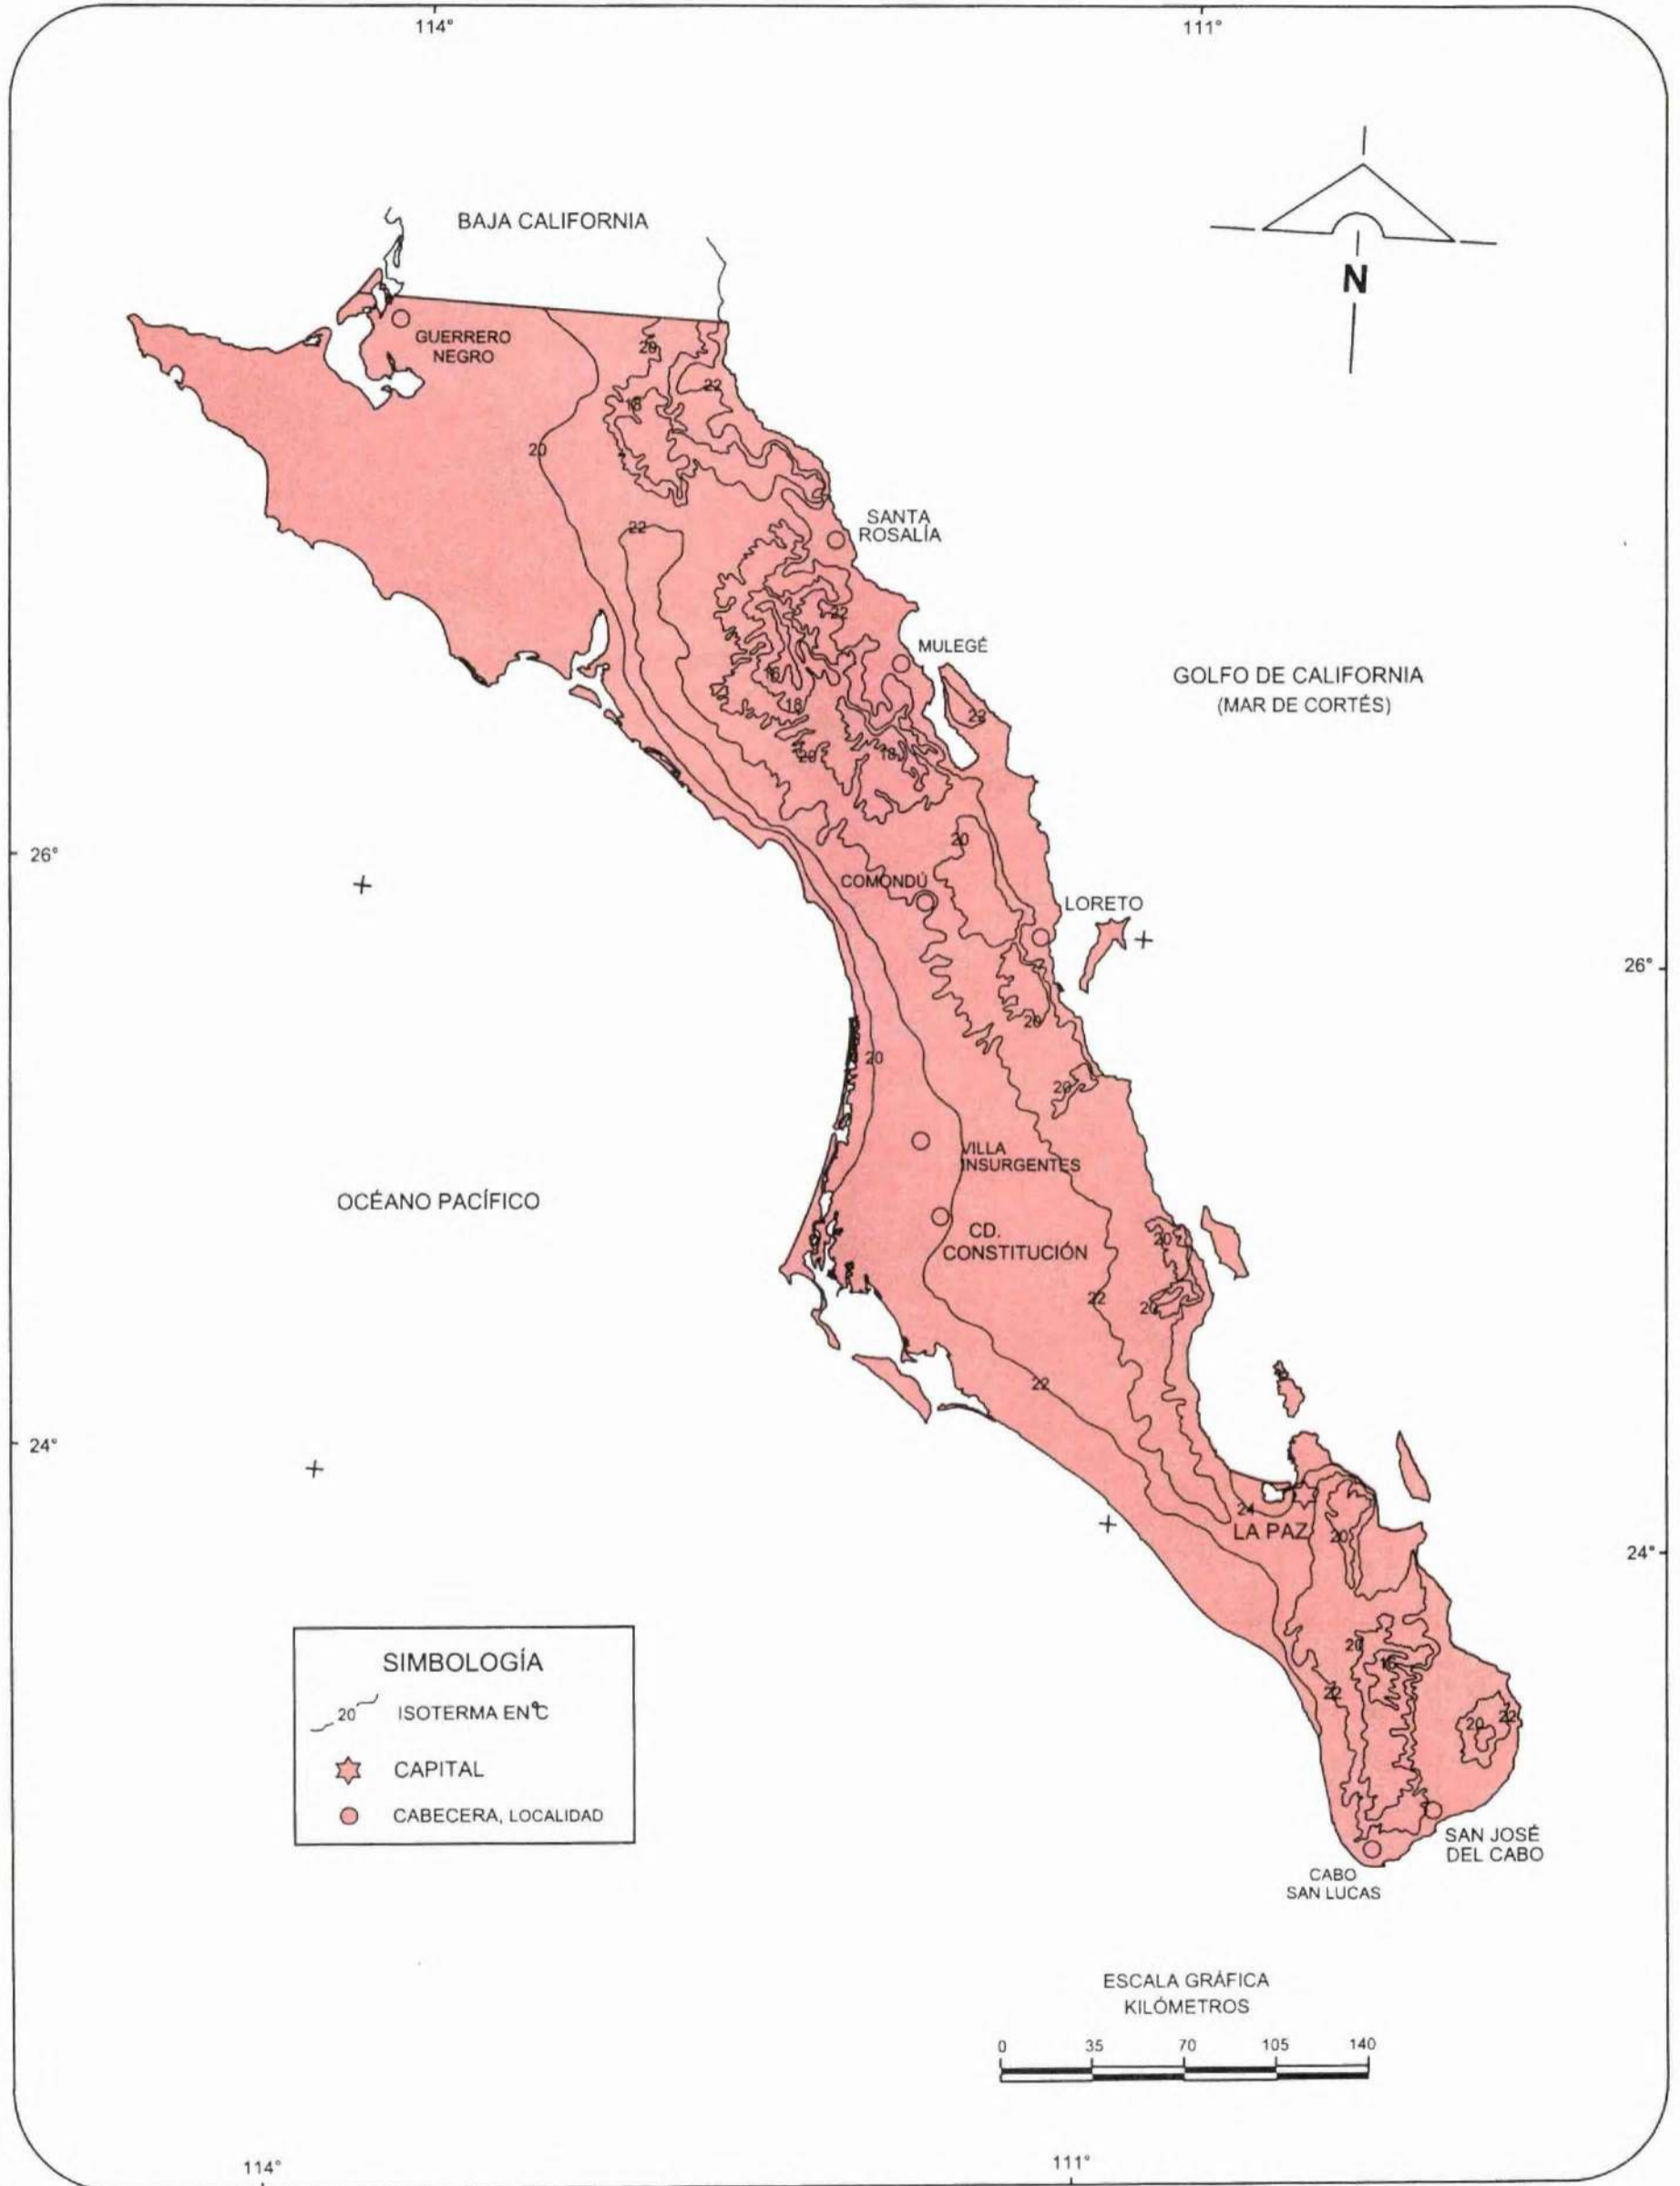 114°
111°
BAJA CALIFORNIA
N
GUERRERO
NEGRO
20
22
18
20
SANTA
ROSALÍA
22
22
MULEGÉ
GOLFO DE CALIFORNIA
(MAR DE CORTÉS)
16
18
22
20
18
20
26°
COMONDÚ
LORETO
26°
20
20
20
VILLA
INSURGENTES
OCÉANO PACÍFICO
CD.
CONSTITUCIÓN
20
22
20
22
24°
24
LA PAZ
20
24°
SIMBOLOGÍA
20 ISOTERMA EN °C
CAPITAL
CABECERA, LOCALIDAD
20
16
22
20
22
SAN JOSÉ
DEL CABO
CABO
SAN LUCAS
ESCALA GRÁFICA
KILÓMETROS
0 35 70 105 140
114°
111°